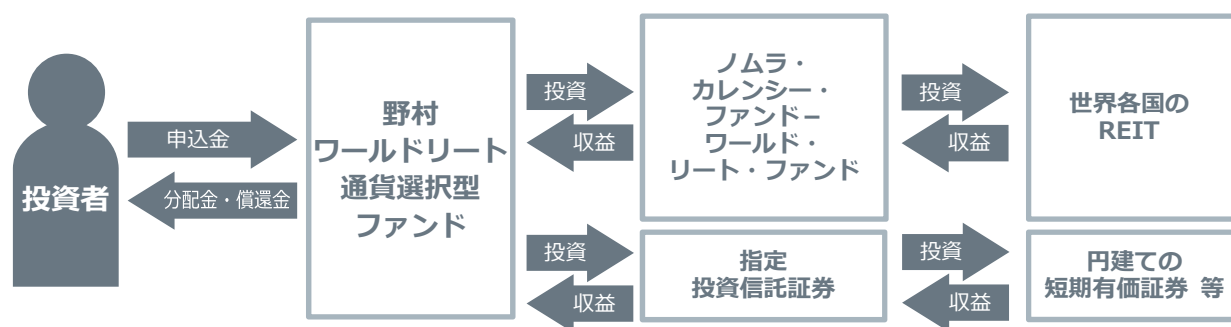 投資者
申込金
分配金・償還金
野村
ワールドリート
通貨選択型
ファンド
投資
収益
ノムラ・
カレンシー・
ファンド－
ワールド・
リート・ファンド
投資
収益
世界各国の
REIT
投資
収益
指定
投資信託証券
投資
収益
円建ての
短期有価証券 等